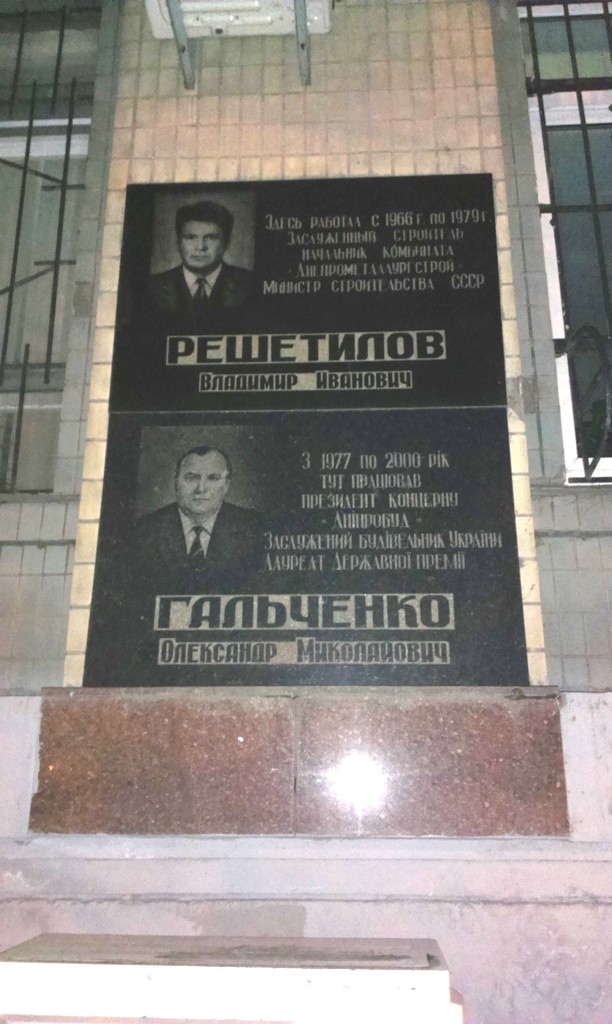 Здесь работал с 1966 г. по 1979 г.
Заслуженный строитель
начальник комбината
"Днепрометаллургстрой"
Министр строительства СССР
РЕШЕТИЛОВ
Владимир Иванович
З 1977 по 2000 рік
тут працював
президент концерну
"Дніпробуд"
Заслужений будівельник України
Лауреат Державної премії
ГАЛЬЧЕНКО
Олександр Миколайович